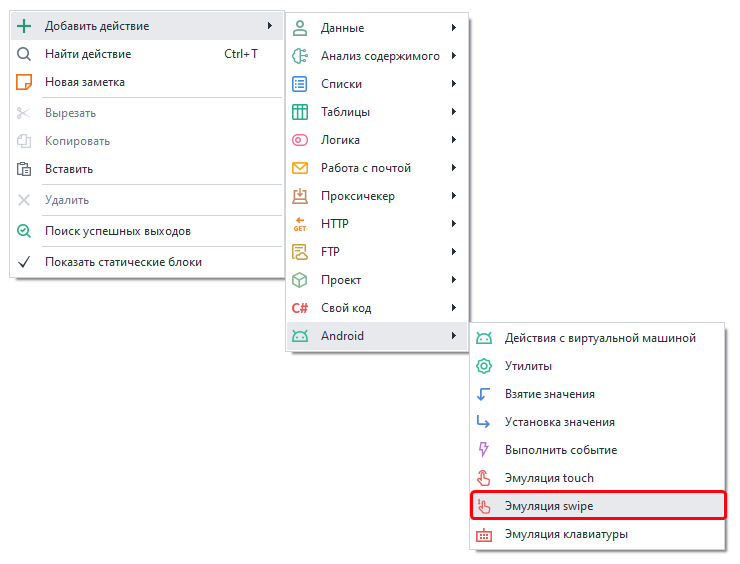 Добавить действие
Найти действие Ctrl+T
Новая заметка
Вырезать
Копировать
Вставить
Удалить
Поиск успешных выходов
Показать статические блоки
Данные
Анализ содержимого
Списки
Таблицы
Логика
Работа с почтой
Проксичекер
GET HTTP
FTP
Проект
C# Свой код
Android
Действия с виртуальной машиной
Утилиты
Взятие значения
Установка значения
Выполнить событие
Эмуляция touch
Эмуляция swipe
Эмуляция клавиатуры